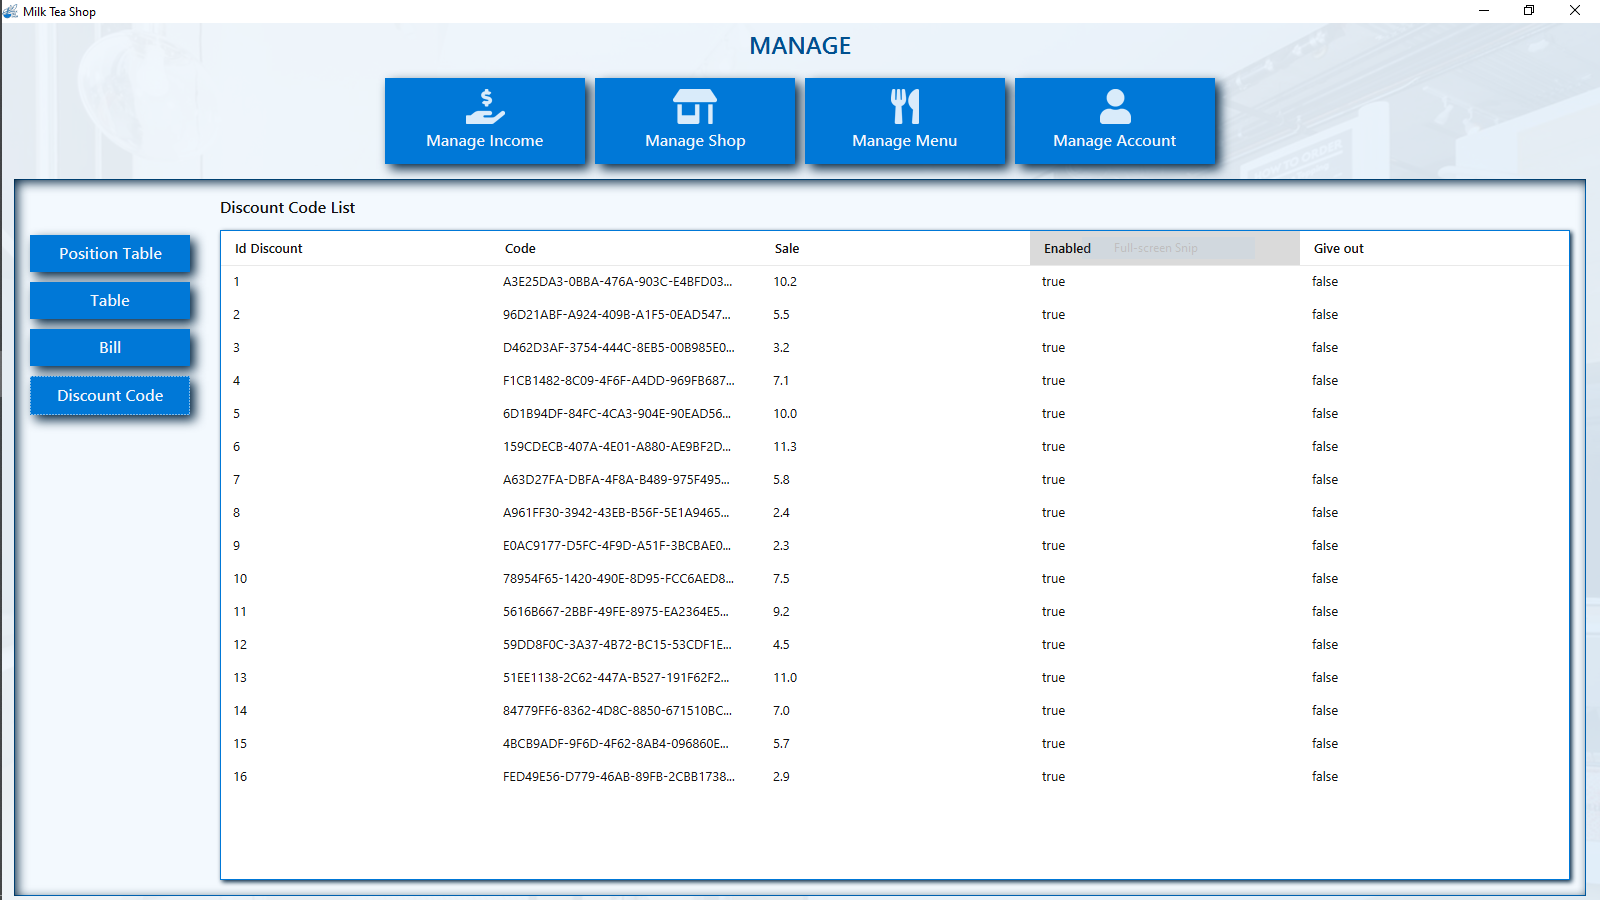 Milk Tea Shop
MANAGE
Manage Income
Manage Shop
Manage Menu
Manage Account
HOW TO ORDER
Discount Code List
Position Table
Table
Bill
Discount Code
Id Discount Code Sale Enabled Full-screen Snip Give out
1 A3E25DA3-0BBA-476A-903C-E4BFD03... 10.2 true false
2 96D21ABF-A924-409B-A1F5-0EAD547... 5.5 true false
3 D462D3AF-3754-444C-8EB5-00B985E0... 3.2 true false
4 F1CB1482-8C09-4F6F-A4DD-969FB687... 7.1 true false
5 6D1B94DF-84FC-4CA3-904E-90EAD56... 10.0 true false
6 159CDECB-407A-4E01-A880-AE9BF2D... 11.3 true false
7 A63D27FA-DBFA-4F8A-B489-975F495... 5.8 true false
8 A961FF30-3942-43EB-B56F-5E1A9465... 2.4 true false
9 E0AC9177-D5FC-4F9D-A51F-3BCBAE0... 2.3 true false
10 78954F65-1420-490E-8D95-FCC6AED8... 7.5 true false
11 5616B667-2BBF-49FE-8975-EA2364E5... 9.2 true false
12 59DD8F0C-3A37-4B72-BC15-53CDF1E... 4.5 true false
13 51EE1138-2C62-447A-B527-191F62F2... 11.0 true false
14 84779FF6-8362-4D8C-8850-671510BC... 7.0 true false
15 4BCB9ADF-9F6D-4F62-8AB4-096860E... 5.7 true false
16 FED49E56-D779-46AB-89FB-2CBB1738... 2.9 true false